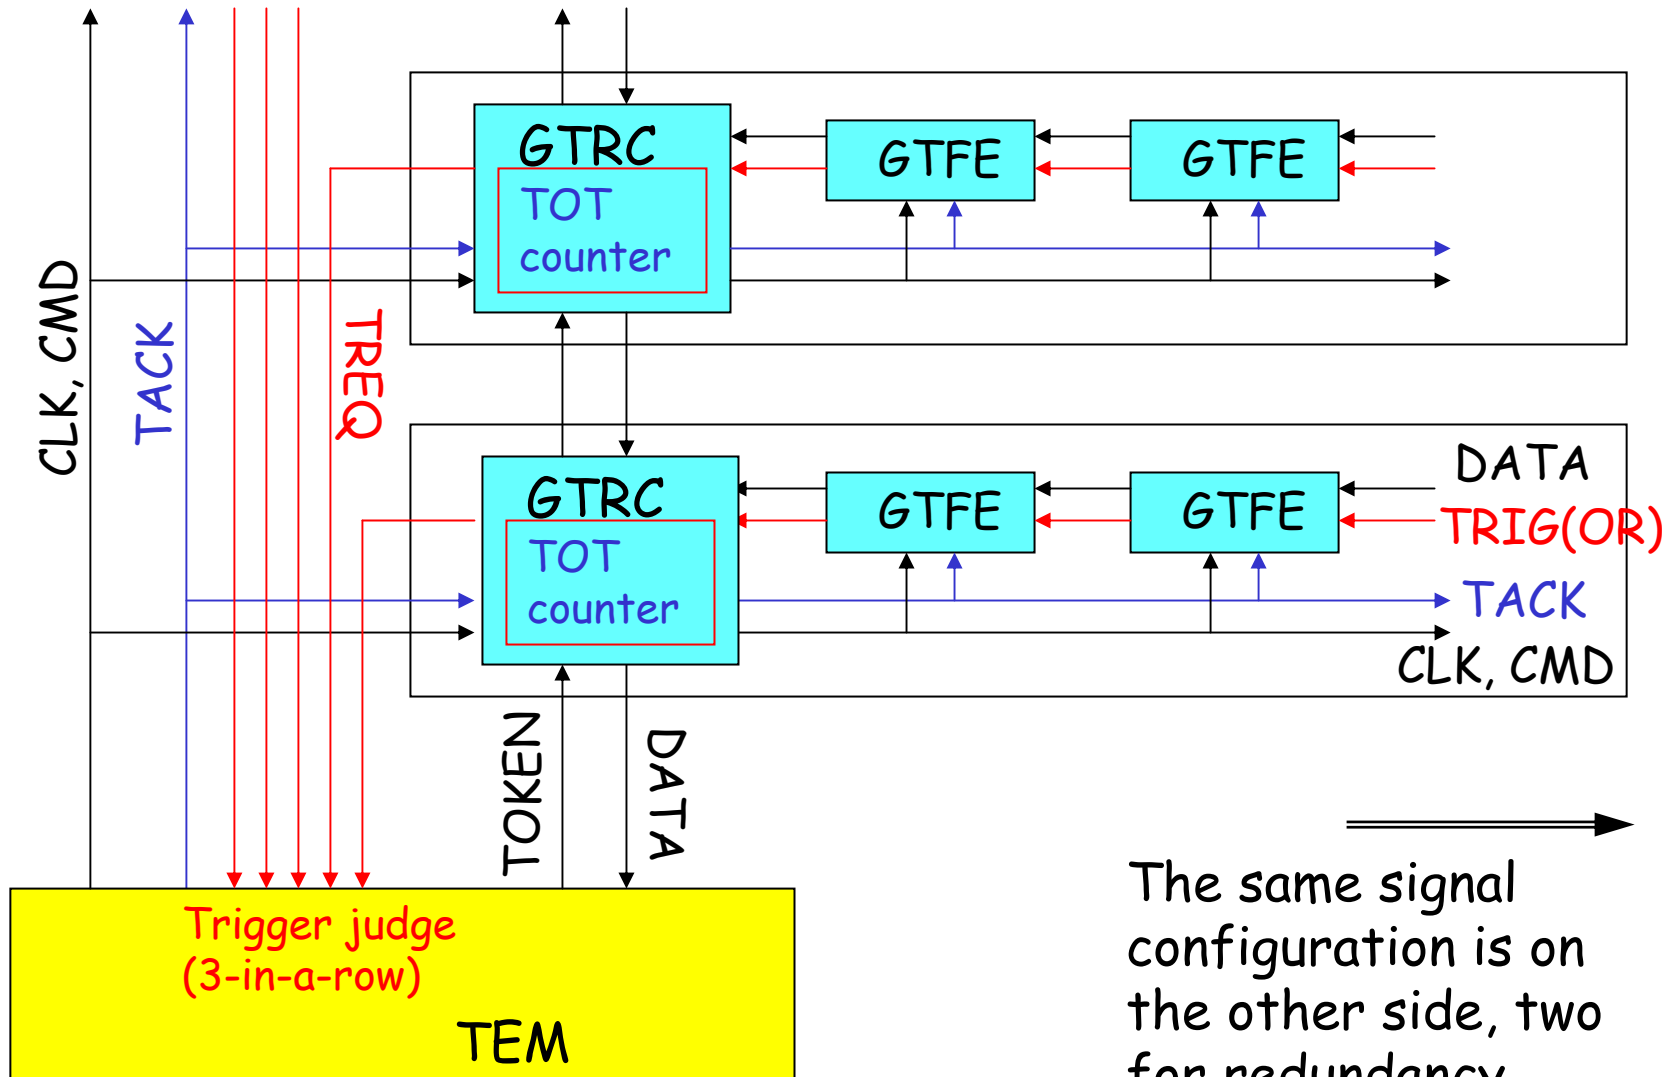 GTRC
GTFE
GTFE
TOT
counter
CLK, CMD
TACK
TREQ
GTRC
GTFE
GTFE
DATA
TRIG(OR)
TOT
counter
TACK
CLK, CMD
TOKEN
DATA
Trigger judge
(3-in-a-row)
TEM
The same signal
configuration is on
the other side, two
for redundancy